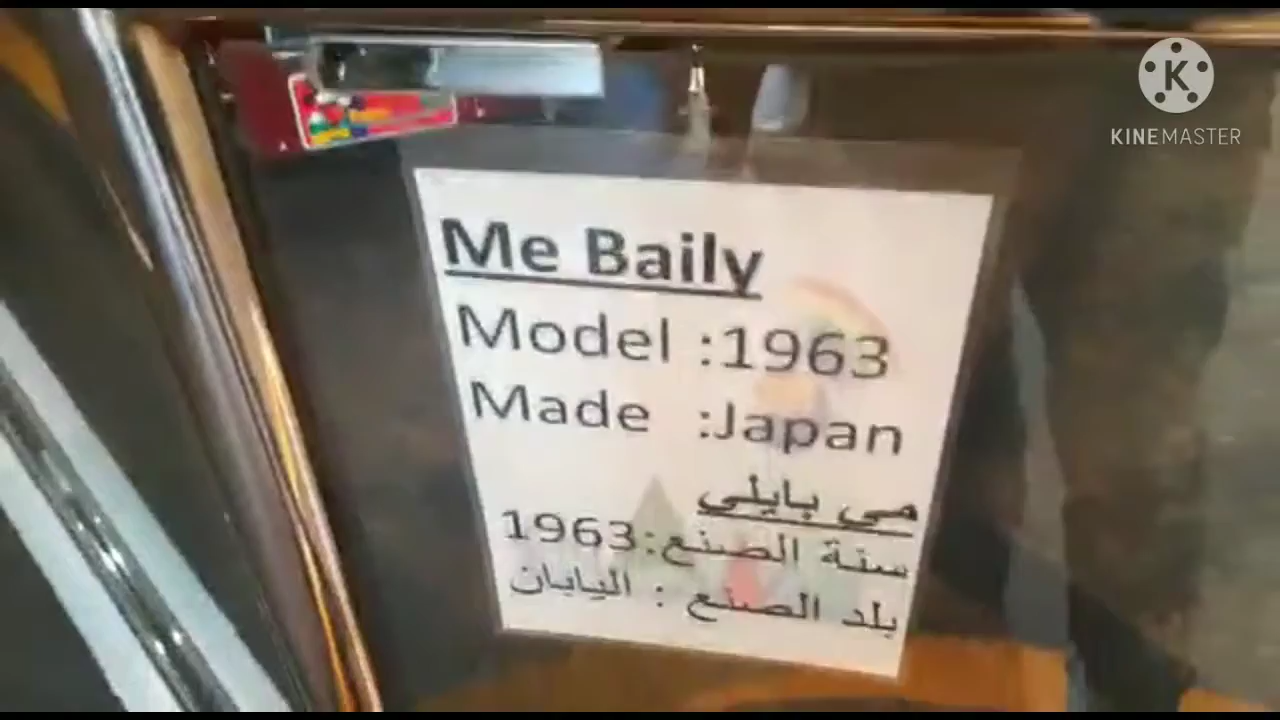 KINEMASTER
Me Baily
Model :1963
Made :Japan
مي بايلي
سنة الصنع:1963
بلد الصنع : اليابان